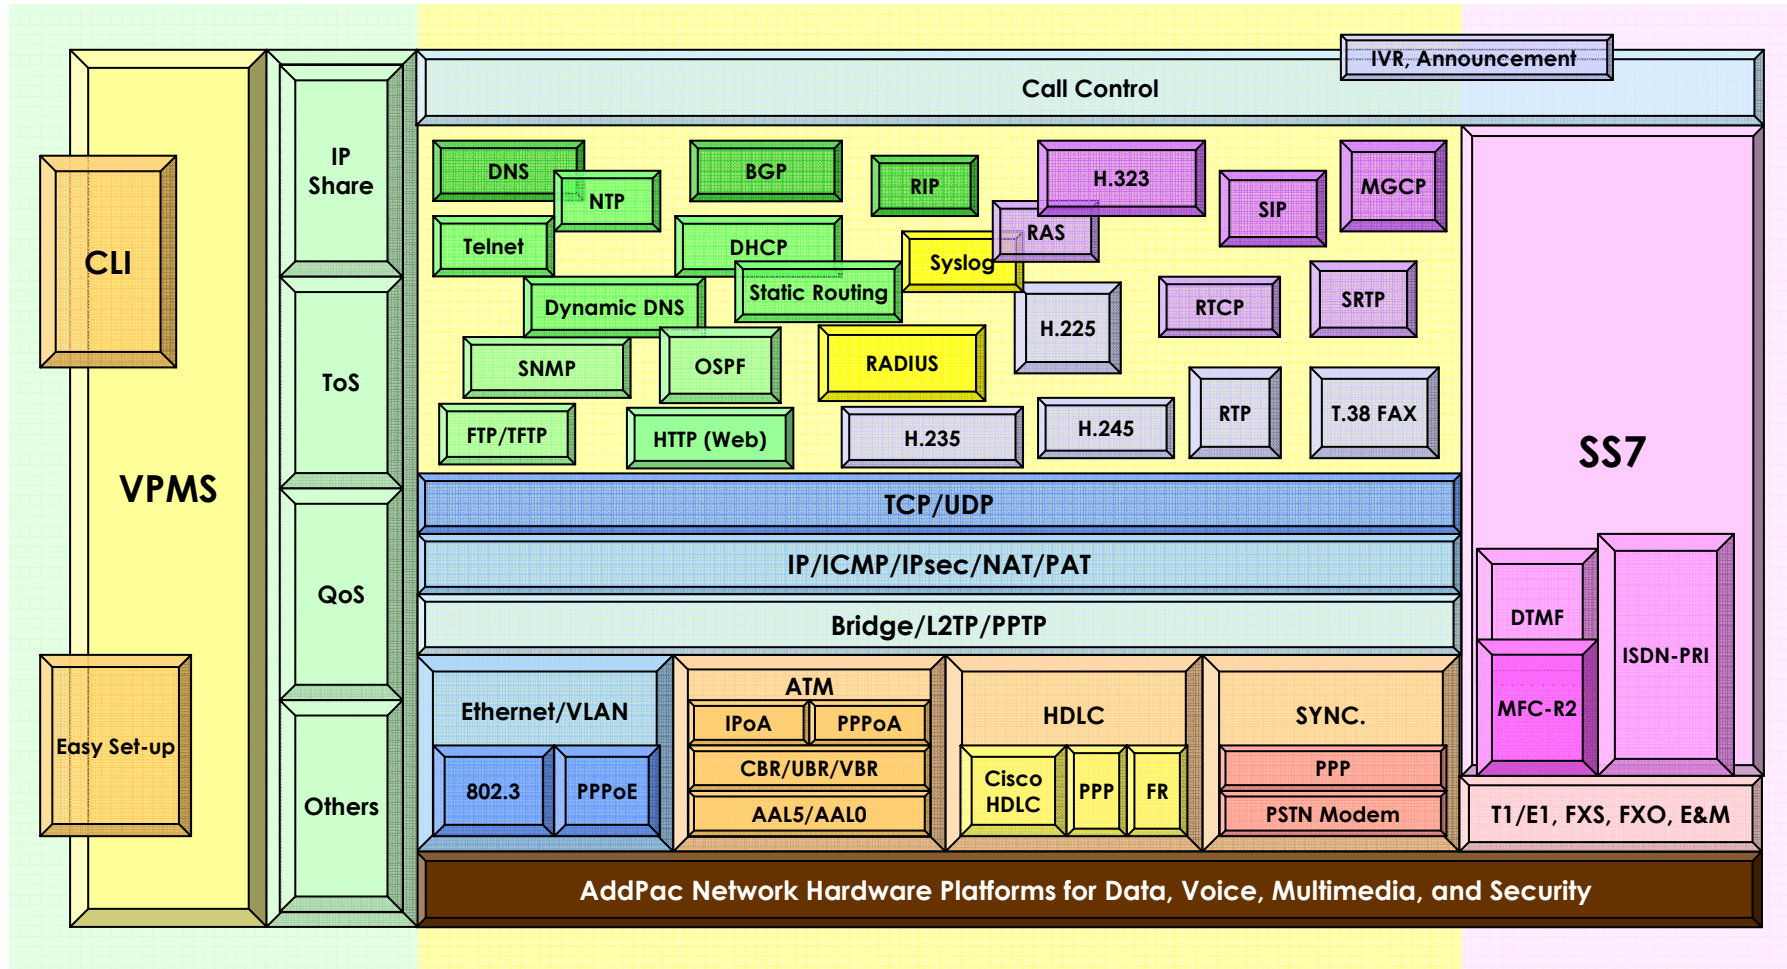 IVR, Announcement
Call Control
VPMS
CLI
Easy Set-up
IP
Share
ToS
QoS
Others
DNS
NTP
BGP
RIP
H.323
SIP
MGCP
Telnet
DHCP
Syslog
RAS
Dynamic DNS
Static Routing
H.225
RTCP
SRTP
SNMP
OSPF
RADIUS
RTP
T.38 FAX
FTP/TFTP
HTTP (Web)
H.235
H.245
TCP/UDP
IP/ICMP/IPsec/NAT/PAT
Bridge/L2TP/PPTP
Ethernet/VLAN
802.3
PPPoE
ATM
IPoA
PPPoA
CBR/UBR/VBR
AAL5/AAL0
HDLC
Cisco
HDLC
PPP
FR
SYNC.
PPP
PSTN Modem
SS7
DTMF
MFC-R2
ISDN-PRI
T1/E1, FXS, FXO, E&M
AddPac Network Hardware Platforms for Data, Voice, Multimedia, and Security